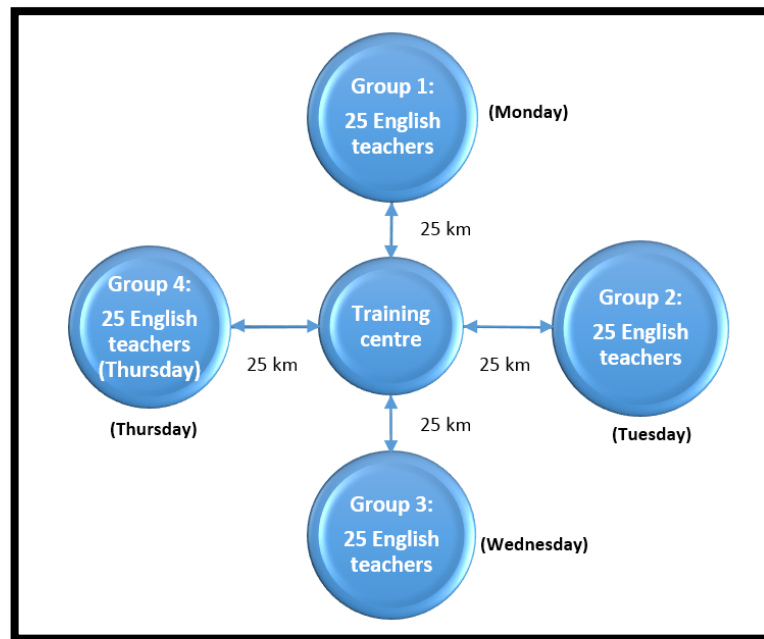 Group 1:
25 English
teachers
(Monday)
25 km
Group 4:
25 English
teachers
(Thursday)
(Thursday)
25 km
Training
centre
25 km
Group 2:
25 English
teachers
(Tuesday)
25 km
Group 3:
25 English
teachers
(Wednesday)